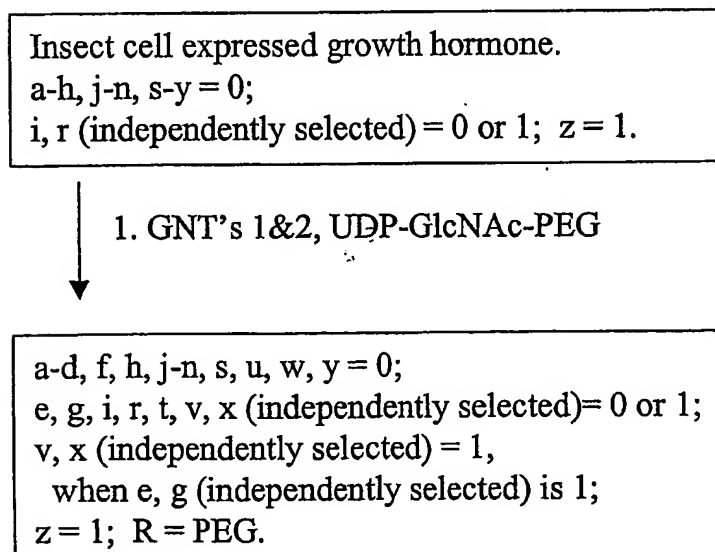 Insect cell expressed growth hormone.
a-h, j-n, s-y = 0;
i, r (independently selected) = 0 or 1; z = 1.
1. GNT's 1&2, UDP-GlcNAc-PEG
a-d, f, h, j-n, s, u, w, y = 0;
e, g, i, r, t, v, x (independently selected)= 0 or 1;
v, x (independently selected) = 1,
when e, g (independently selected) is 1;
z = 1; R = PEG.